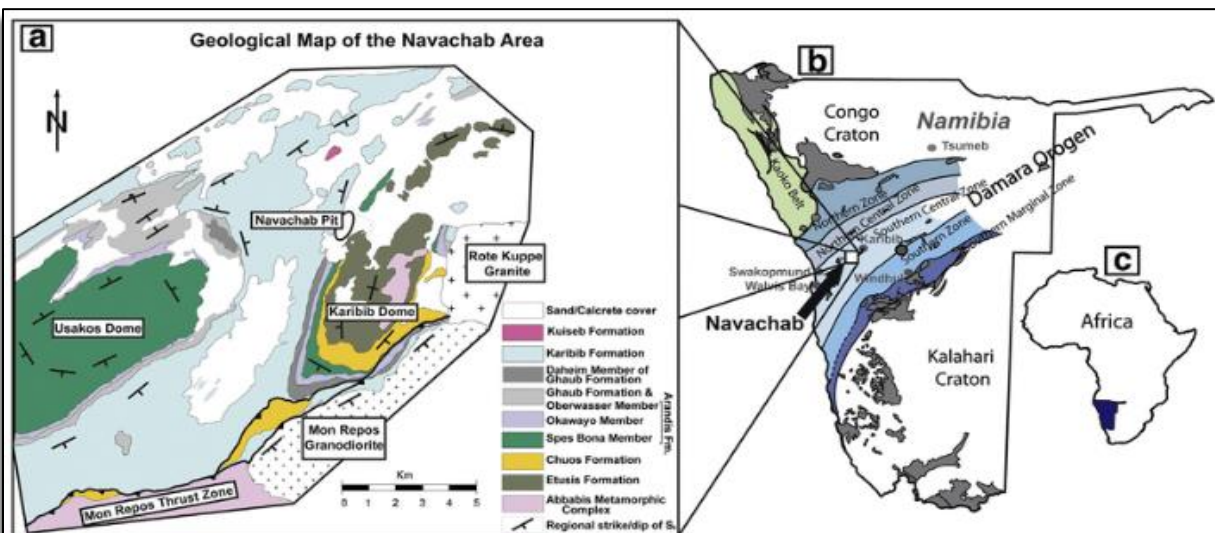 a
Geological Map of the Navachab Area
N
Navachab Pit
Rote Kuppe
Granite
Karibib Dome
Usakos Dome
Mon Repos
Granodiorite
Mon Repos Thrust Zone
Sand/Calcrete cover
Kuiseb Formation
Karibib Formation
Daheim Member of
Ghaub Formation
Ghaub Formation &
Oberwasser Member
Okawayo Member
Spes Bona Member
Arandis Fm.
Chuos Formation
Etusis Formation
Abbabis Metamorphic
Complex
Regional strike/dip of
Km
0 1 2 3 4 5
b
Congo
Craton
Namibia
Tsumeb
Damara Orogen
Kaoko Belt
Northern Zone
Northern Central Zone
Southern Central Zone
Southern Zone
Southern Marginal Zone
Karibib
Swakopmund
Walvis Bay
Windhuk
Navachab
Kalahari
Craton
c
Africa